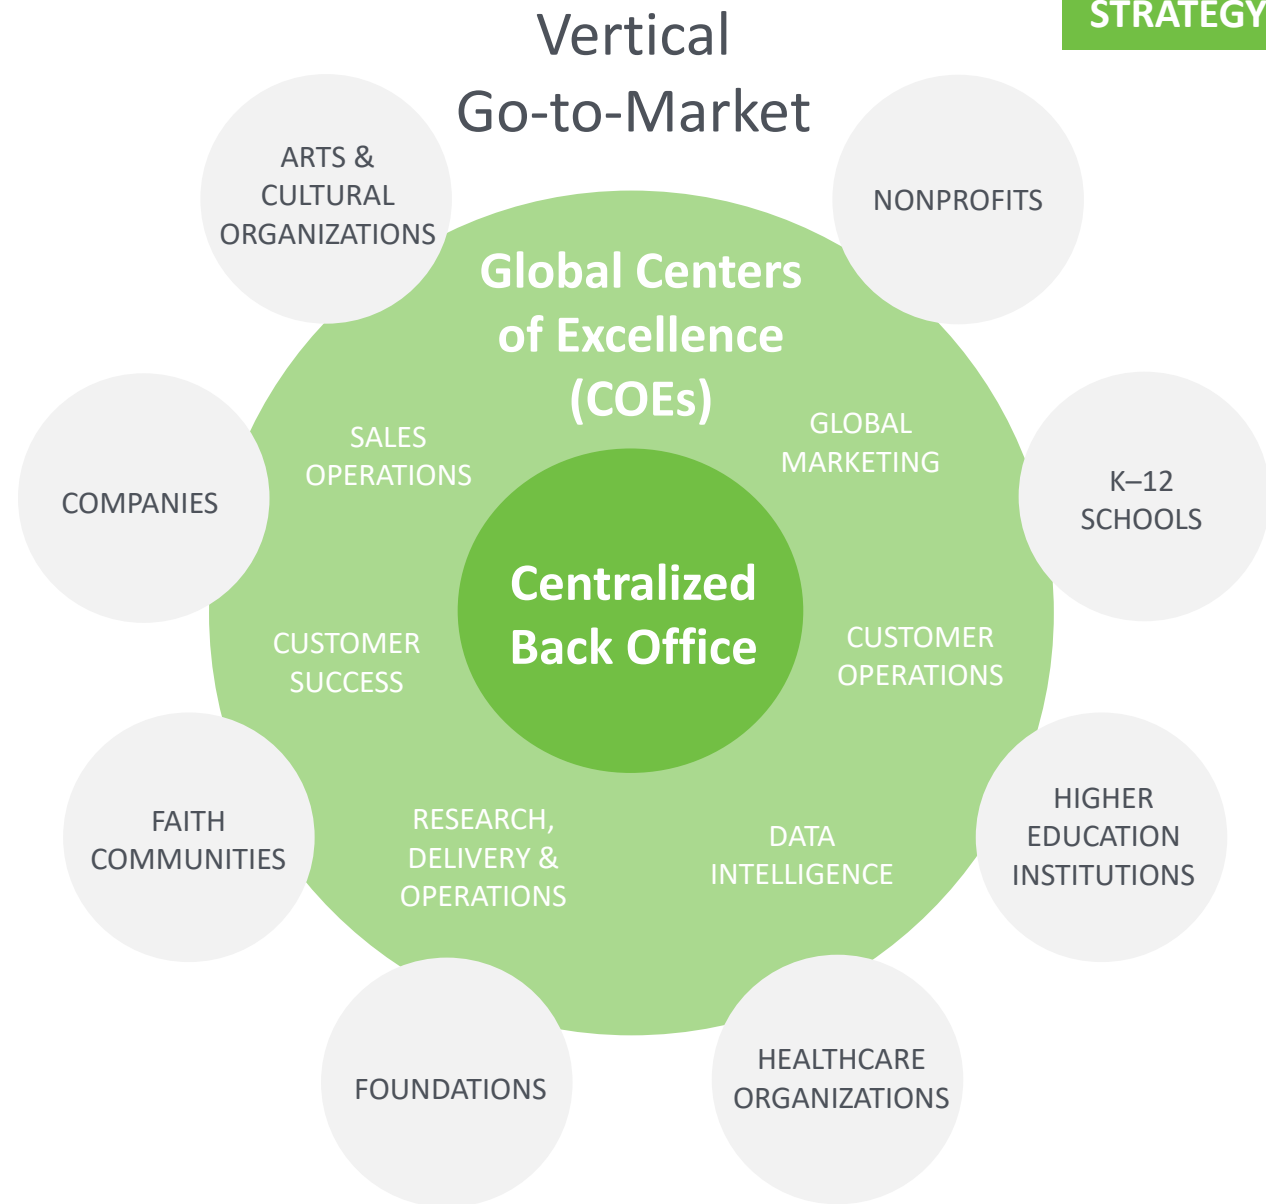 STRATEGY
Vertical
Go-to-Market
ARTS &
CULTURAL
ORGANIZATIONS
NONPROFITS
Global Centers
of Excellence
(COEs)
SALES
OPERATIONS
GLOBAL
MARKETING
COMPANIES
K–12
SCHOOLS
Centralized
Back Office
CUSTOMER
SUCCESS
CUSTOMER
OPERATIONS
FAITH
COMMUNITIES
RESEARCH,
DELIVERY &
OPERATIONS
DATA
INTELLIGENCE
HIGHER
EDUCATION
INSTITUTIONS
FOUNDATIONS
HEALTHCARE
ORGANIZATIONS